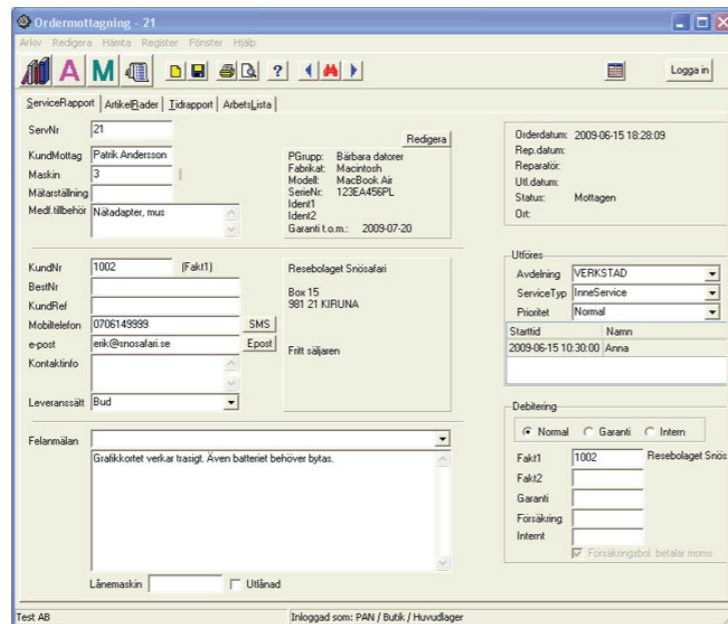 Ordermottagning - 21
Arkiv Redigera Hämta Register Fönster Hjälp
A M ? Logga in
ServiceRapport ArtikelRader Tidrapport ArbetsLista
ServNr 21
Redigera
KundMottag Patrik Andersson
Maskin 3
Mätarställning
Medf.tillbehör Nätadapter, mus
PGrupp: Bärbara datorer
Fabrikat: Macintosh
Modell: MacBook Air
SerieNr: 123EA456PL
Ident1
Ident2
Garanti t.o.m.: 2009-07-20
Orderdatum: 2009-06-15 18:28:09
Rep.datum:
Reparatör:
Utl.datum:
Status: Mottagen
Ort:
KundNr 1002 (Fakt1)
BestNr
KundRef
Mobiltelefon 0706149999 SMS
e-post erik@snosafari.se Epost
Kontaktinfo
Leveranssätt Bud
Resebolaget Snösafari
Box 15
981 21 KIRUNA
Fritt säljaren
Utföres
Avdelning VERKSTAD
ServiceTyp InneService
Prioritet Normal
Starttid Namn
2009-06-15 10:30:00 Anna
Felanmälan
Grafikkortet verkar trasigt. Även batteriet behöver bytas.
Lånemaskin Utlånad
Debitering
Normal Garanti Intern
Fakt1 1002 Resebolaget Snös
Fakt2
Garanti
Försäkring
Internt
Försäkringsbol. betalar moms
Test AB Inloggad som: PAN / Butik / Huvudlager